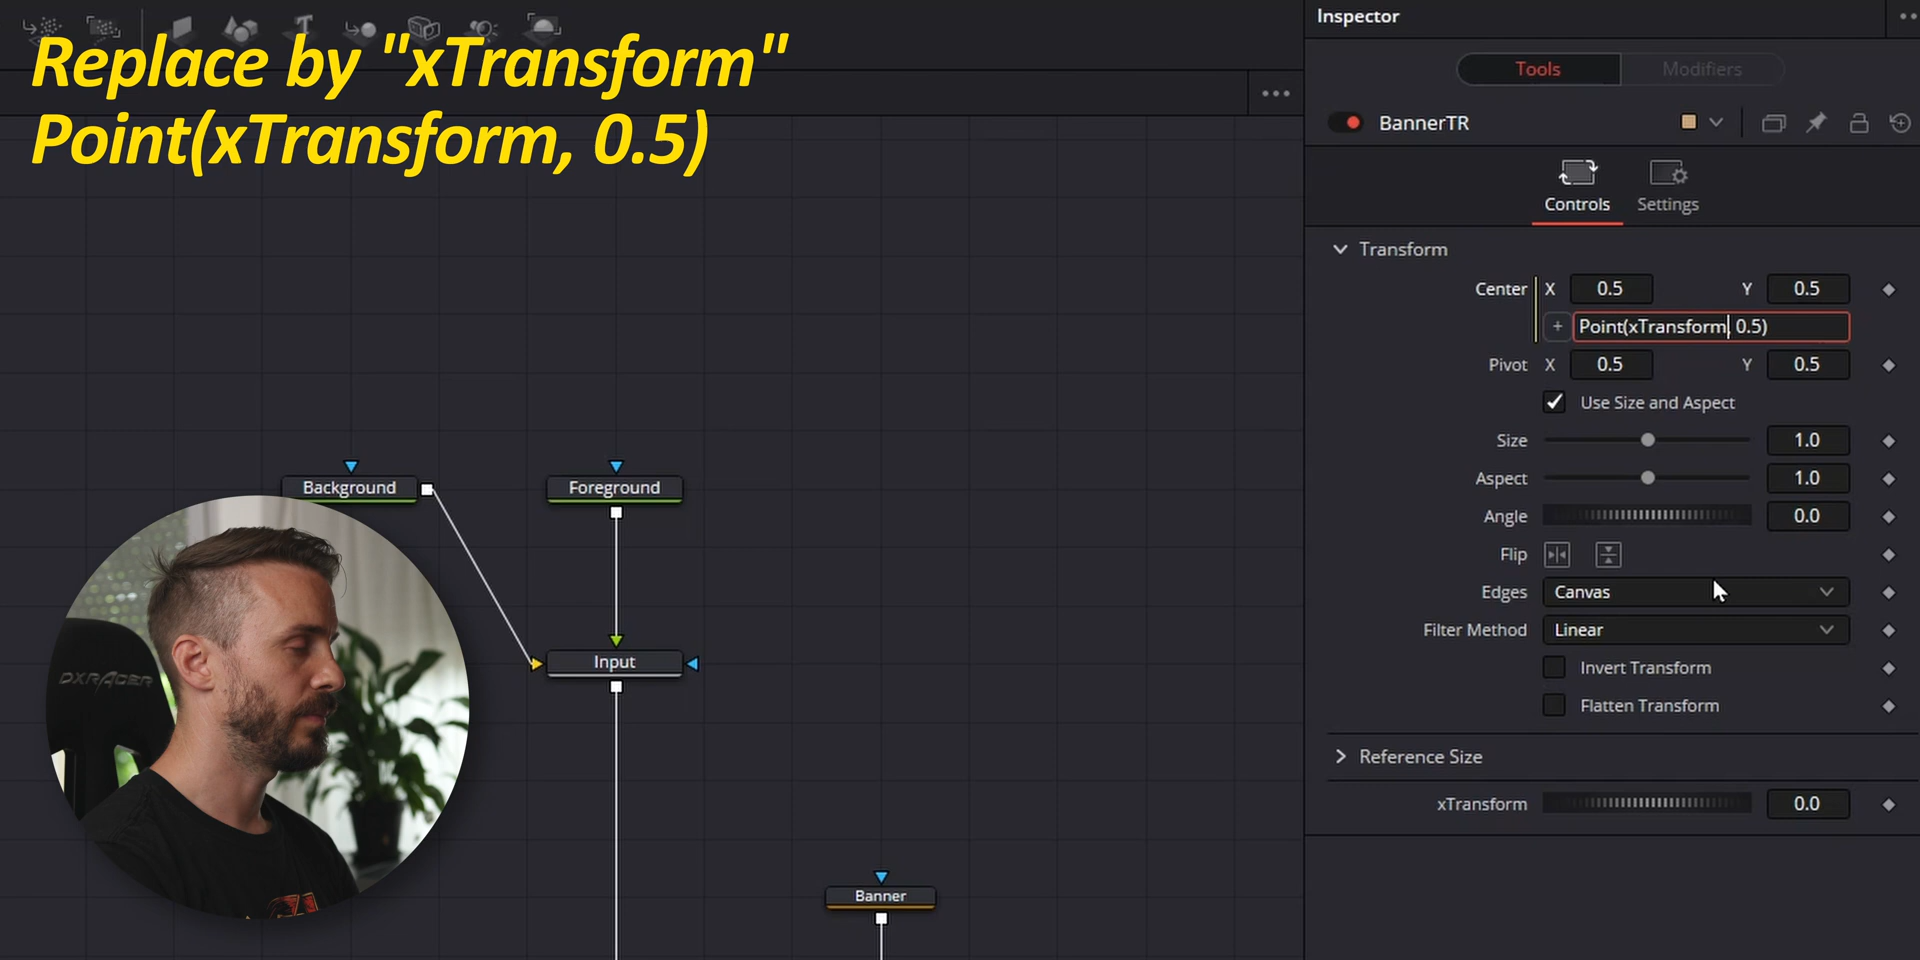 Replace by "xTransform"
Point(xTransform, 0.5)
Inspector
Tools
Modifiers
BannerTR
Controls
Settings
Transform
Center X 0.5 Y 0.5
Point(xTransform, 0.5)
Pivot X 0.5 Y 0.5
Use Size and Aspect
Size 1.0
Aspect 1.0
Angle 0.0
Flip
Edges Canvas
Filter Method Linear
Invert Transform
Flatten Transform
Reference Size
xTransform 0.0
Background
Foreground
Input
Banner
DXRACER